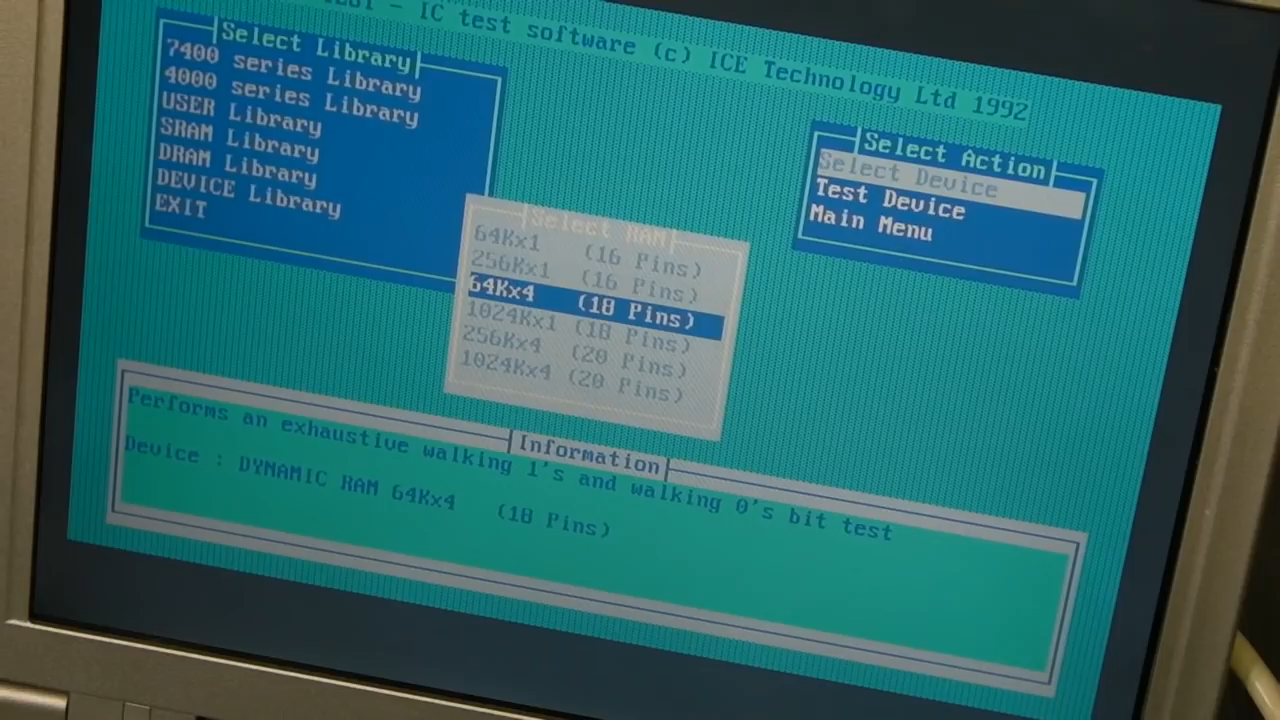 - IC test software (c) ICE Technology Ltd 1992
Select Library
7400 series Library
4000 series Library
USER Library
SRAM Library
DRAM Library
DEVICE Library
EXIT
Select Action
Select Device
Test Device
Main Menu
Select RAM
64Kx1 (16 Pins)
256Kx1 (16 Pins)
64Kx4 (18 Pins)
1024Kx1 (18 Pins)
256Kx4 (20 Pins)
1024Kx4 (20 Pins)
Information
Performs an exhaustive walking 1's and walking 0's bit test
Device : DYNAMIC RAM 64Kx4 (18 Pins)